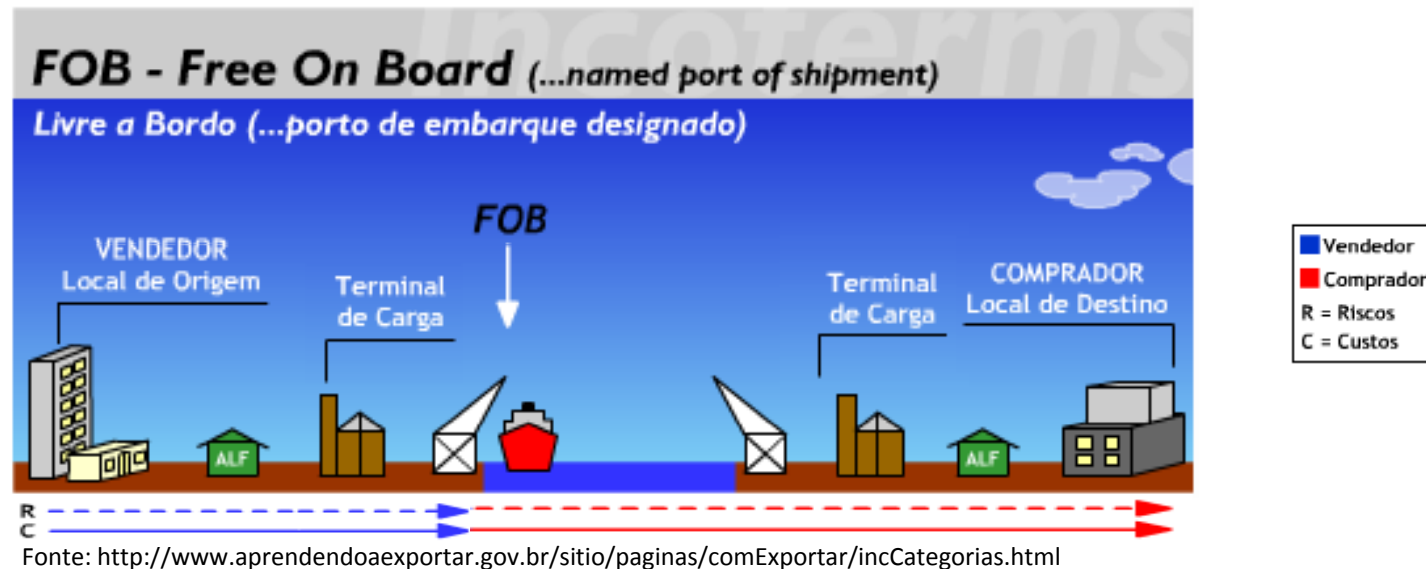 Incoterms
FOB - Free On Board (...named port of shipment)
Livre a Bordo (...porto de embarque designado)
FOB
VENDEDOR
Local de Origem
Terminal
de Carga
Terminal
de Carga
COMPRADOR
Local de Destino
ALF
ALF
R
C
Vendedor
Comprador
R = Riscos
C = Custos
Fonte: http://www.aprendendoaexportar.gov.br/sitio/paginas/comExportar/incCategorias.html